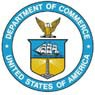 DEPARTMENT OF COMMERCE
UNITED STATES OF AMERICA